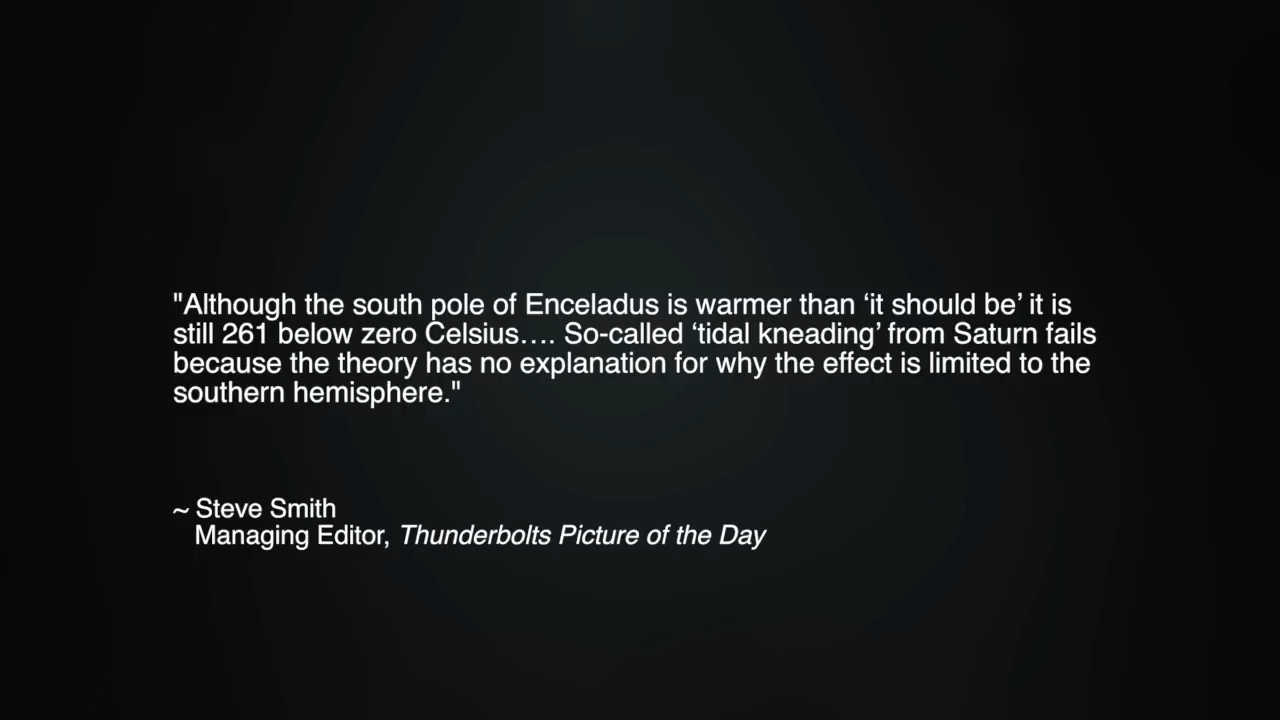 "Although the south pole of Enceladus is warmer than ‘it should be’ it is
still 261 below zero Celsius…. So-called ‘tidal kneading’ from Saturn fails
because the theory has no explanation for why the effect is limited to the
southern hemisphere."
~ Steve Smith
Managing Editor, Thunderbolts Picture of the Day